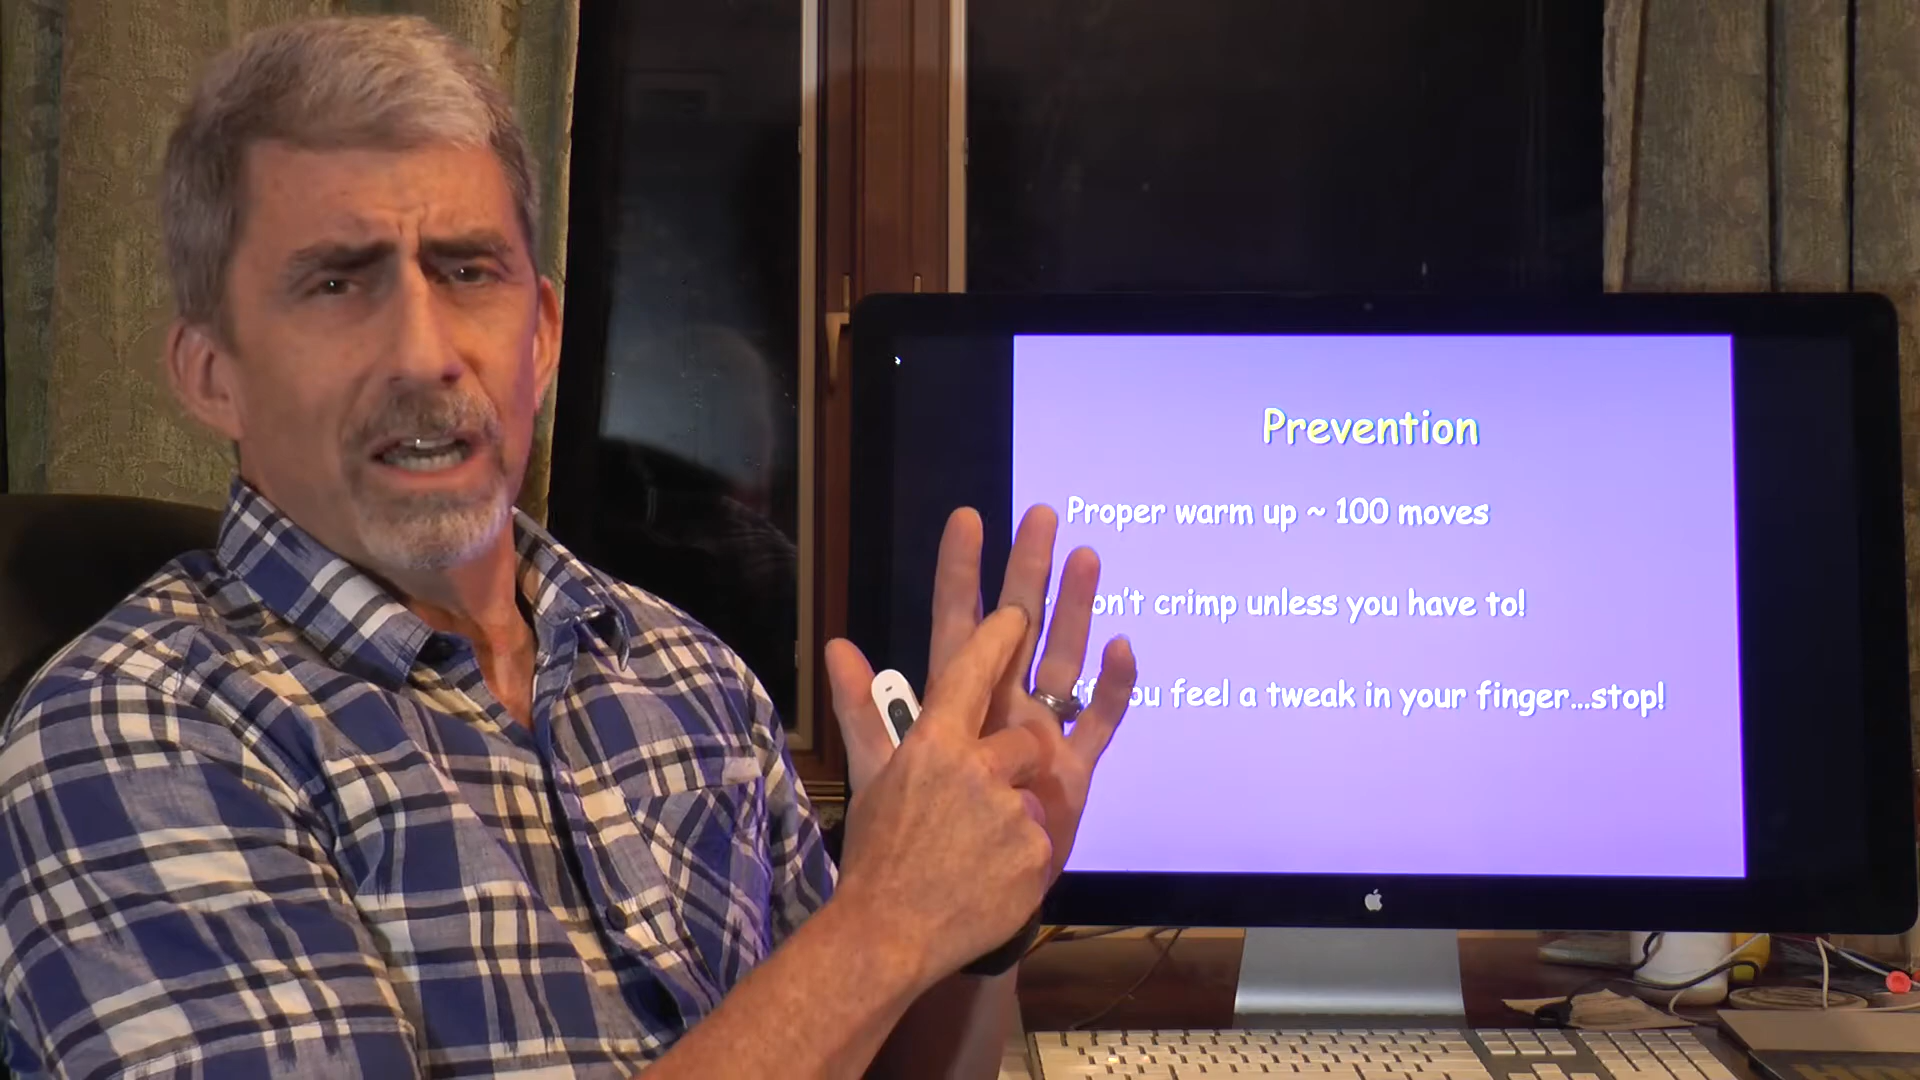 Prevention
Proper warm up ~ 100 moves
crimp unless you have to!
feel a tweak in your finger...stop!